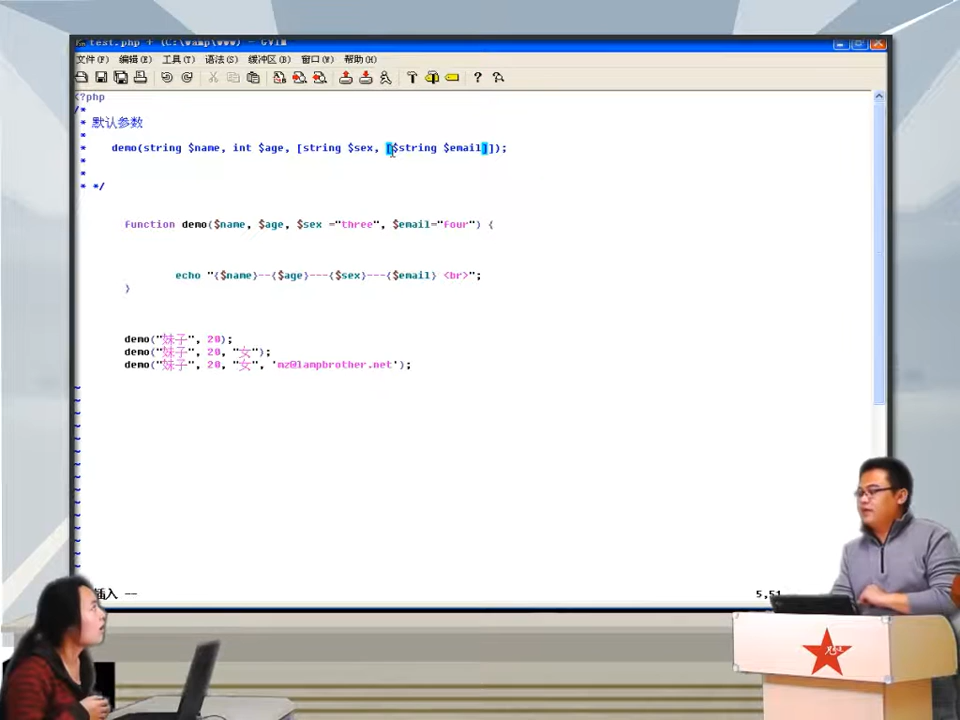 test.php + (C:\wamp\www) - GVIM
文件(F) 编辑(E) 工具(T) 语法(S) 缓冲区(B) 窗口(W) 帮助(H)
<?php
/*
* 默认参数
*
* demo(string $name, int $age, [string $sex, [$string $email]]);
*
*
* */
function demo($name, $age, $sex ="three", $email="four") {
echo "{$name}--{$age}---{$sex}---{$email} <br>";
}
demo("妹子", 20);
demo("妹子", 20, "女");
demo("妹子", 20, "女", 'mz@lampbrother.net');
~
~
~
~
~
~
~
~
~
~
~
~
~
~
插入 --
5,51